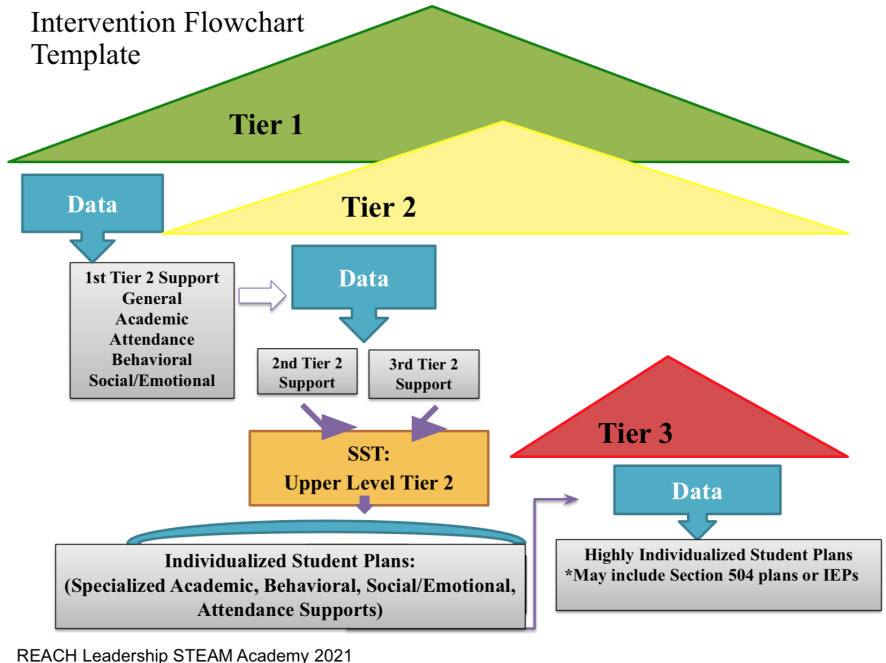 Intervention Flowchart
Template
Tier 1
Data
Tier 2
1st Tier 2 Support
General
Academic
Attendance
Behavioral
Social/Emotional
Data
2nd Tier 2
Support
3rd Tier 2
Support
SST:
Upper Level Tier 2
Individualized Student Plans:
(Specialized Academic, Behavioral, Social/Emotional,
Attendance Supports)
Tier 3
Data
Highly Individualized Student Plans
*May include Section 504 plans or IEPs
REACH Leadership STEAM Academy 2021